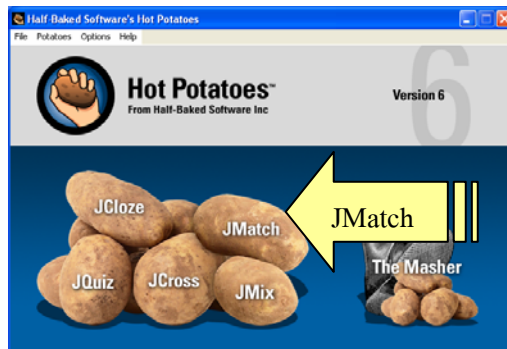 Half-Baked Software's Hot Potatoes
File Potatoes Options Help
Hot Potatoes™
From Half-Baked Software Inc
Version 6
6
JCloze
JMatch
JMatch
The Masher
JQuiz
JCross
JMix